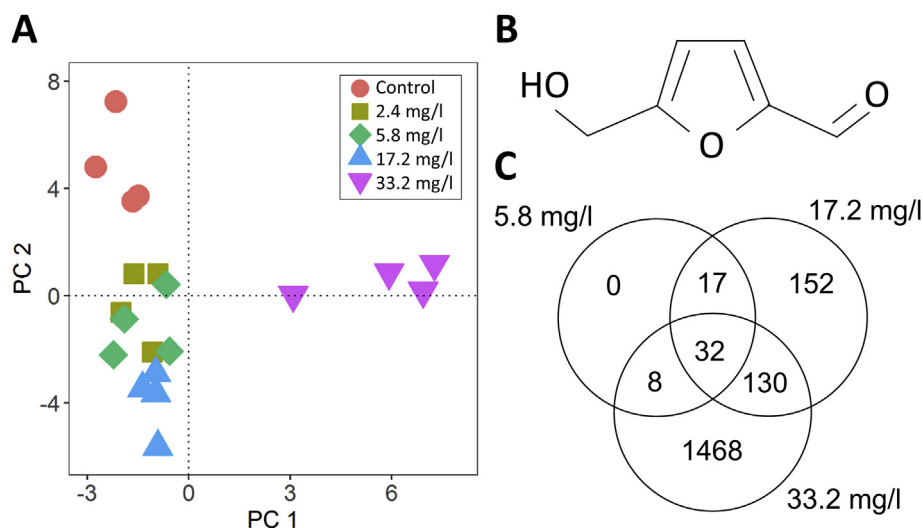 A
8
4
0
-4
-3
0
3
6
PC 1
PC 2
Control
2.4 mg/l
5.8 mg/l
17.2 mg/l
33.2 mg/l
B
HO
O
O
C
5.8 mg/l
17.2 mg/l
0
17
152
32
8
130
1468
33.2 mg/l